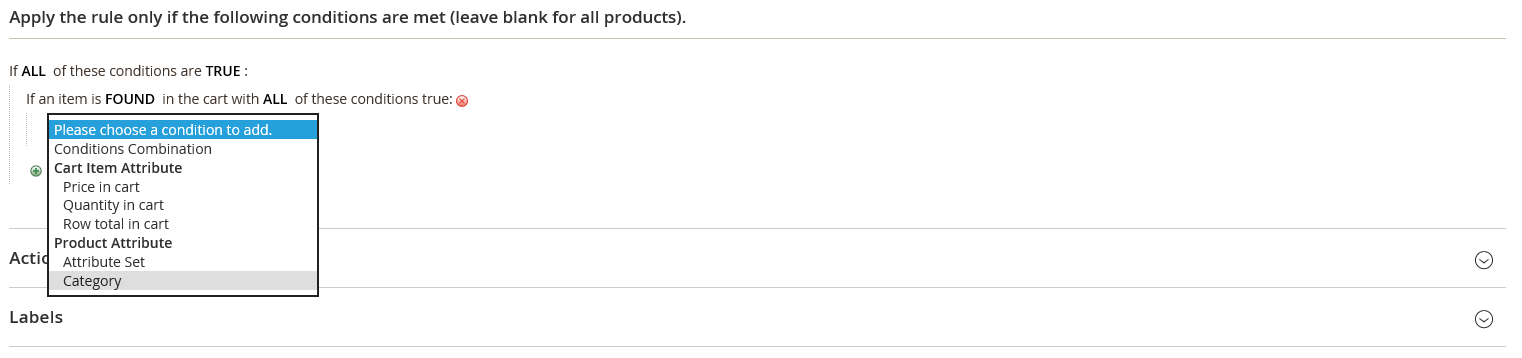 Apply the rule only if the following conditions are met (leave blank for all products).
If ALL of these conditions are TRUE :
If an item is FOUND in the cart with ALL of these conditions true:
Please choose a condition to add.
Conditions Combination
Cart Item Attribute
Price in cart
Quantity in cart
Row total in cart
Product Attribute
Attribute Set
Category
Labels